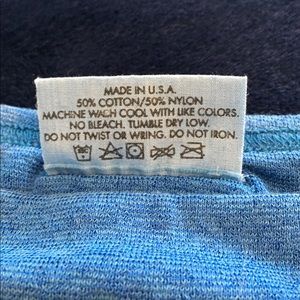 MADE IN U.S.A.
50% COTTON/50% NYLON
MACHINE WACH COOL WITH LIKE COLORS.
NO BLEACH. TUMBLE DRY LOW.
DO NOT TWIST OR WRING. DO NOT IRON.